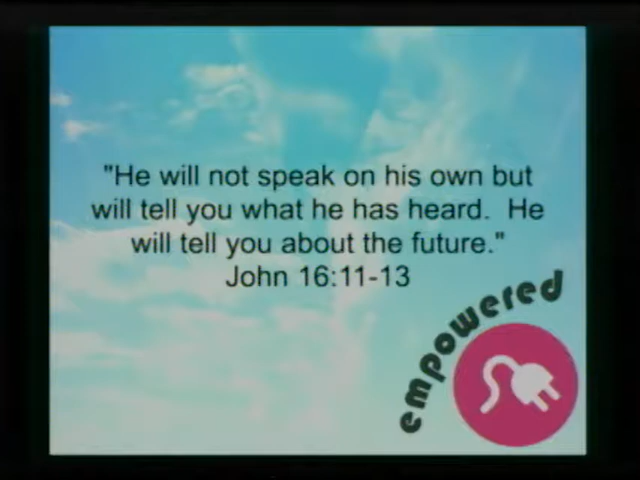 "He will not speak on his own but
will tell you what he has heard. He
will tell you about the future."
John 16:11-13
empowered